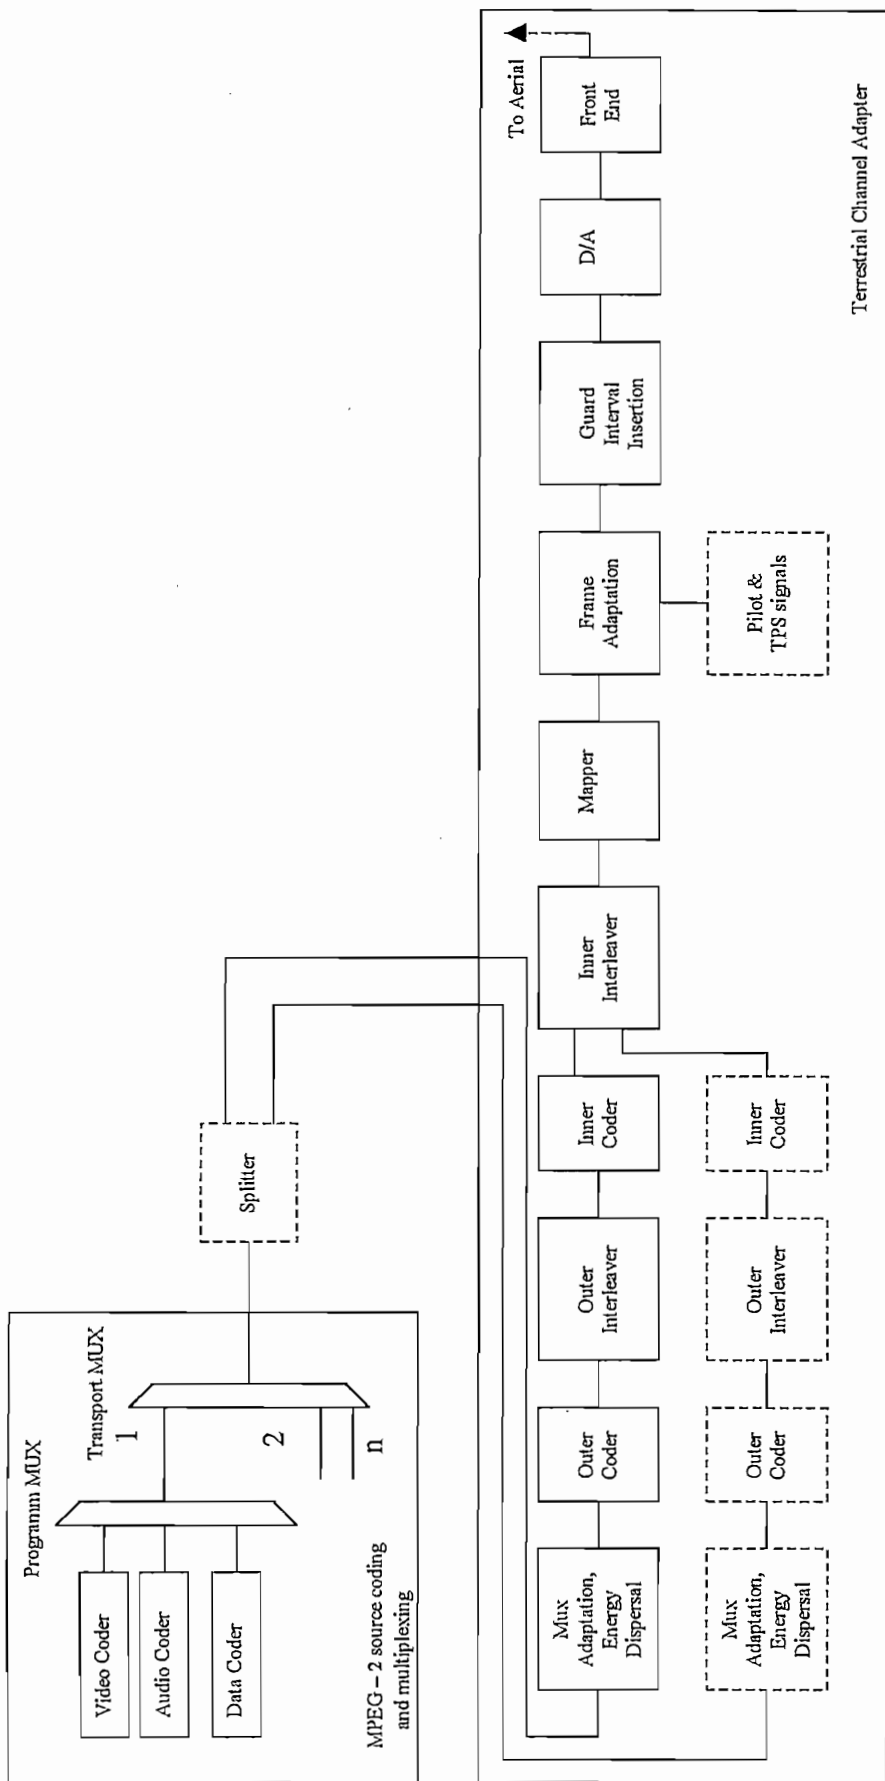 Programm MUX
Transport MUX
Video Coder
Audio Coder
Data Coder
1
2
n
MPEG – 2 source coding
and multiplexing
Splitter
Mux
Adaptation,
Energy
Dispersal
Outer
Coder
Outer
Interleaver
Inner
Coder
Inner
Interleaver
Mapper
Frame
Adaptation
Guard
Interval
Insertion
D/A
Front
End
To Aerial
Mux
Adaptation,
Energy
Dispersal
Outer
Coder
Outer
Interleaver
Inner
Coder
Pilot &
TPS signals
Terrestrial Channel Adapter